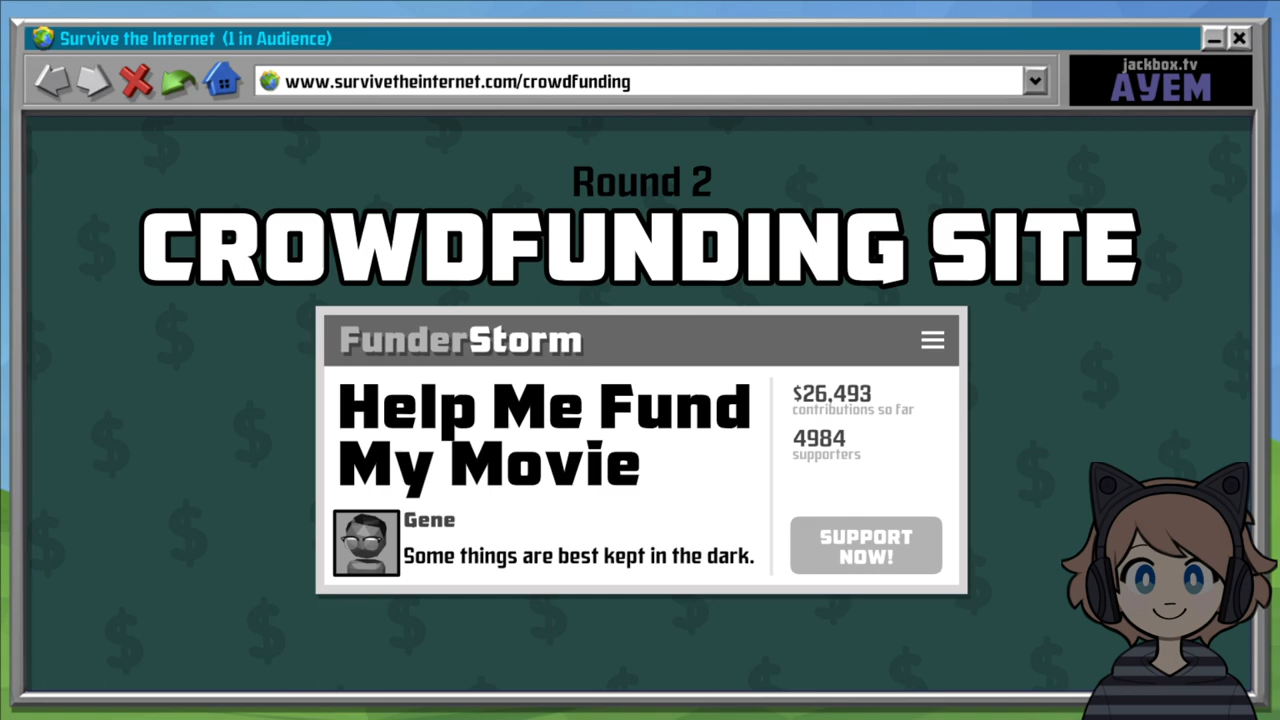 Survive the Internet (1 in Audience)
www.survivetheinternet.com/crowdfunding
jackbox.tv
AYEM
Round 2
CROWDFUNDING SITE
FunderStorm
Help Me Fund
My Movie
$26,493
contributions so far
4984
supporters
Gene
Some things are best kept in the dark.
SUPPORT
NOW!